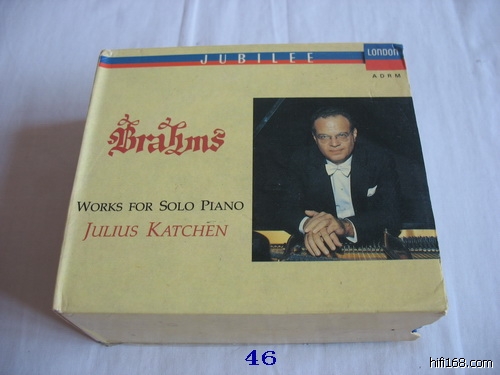 JUBILEE
LONDON
ADRM
Brahms
WORKS FOR SOLO PIANO
JULIUS KATCHEN
46
hifi168.com